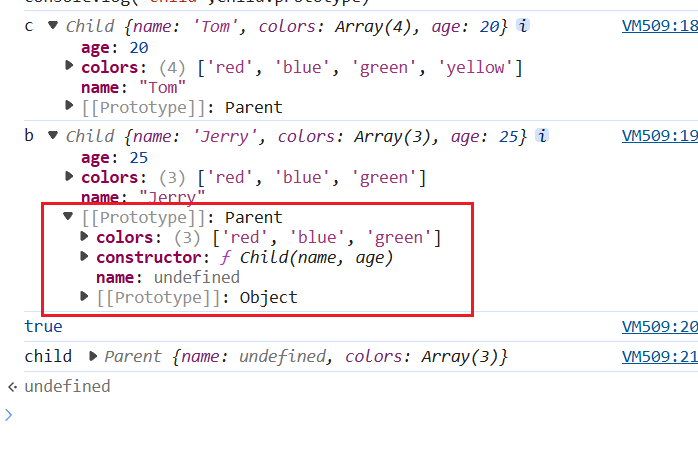 console.log("child",child.prototype)
c ▼ Child {name: 'Tom', colors: Array(4), age: 20} i VM509:18
age: 20
▶ colors: (4) ['red', 'blue', 'green', 'yellow']
name: "Tom"
▶ [[Prototype]]: Parent
b ▼ Child {name: 'Jerry', colors: Array(3), age: 25} i VM509:19
age: 25
▶ colors: (3) ['red', 'blue', 'green']
name: "Jerry"
▼ [[Prototype]]: Parent
▶ colors: (3) ['red', 'blue', 'green']
▶ constructor: ƒ Child(name, age)
name: undefined
▶ [[Prototype]]: Object
true VM509:20
child ▶ Parent {name: undefined, colors: Array(3)} VM509:21
undefined